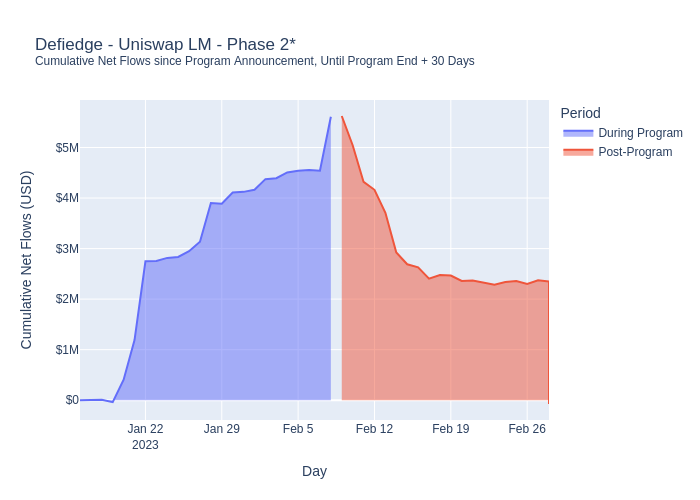 Defiedge - Uniswap LM - Phase 2*
Cumulative Net Flows since Program Announcement, Until Program End + 30 Days
Period
During Program
Post-Program
Cumulative Net Flows (USD)
$5M
$4M
$3M
$2M
$1M
$0
Jan 22
2023
Jan 29
Feb 5
Feb 12
Feb 19
Feb 26
Day